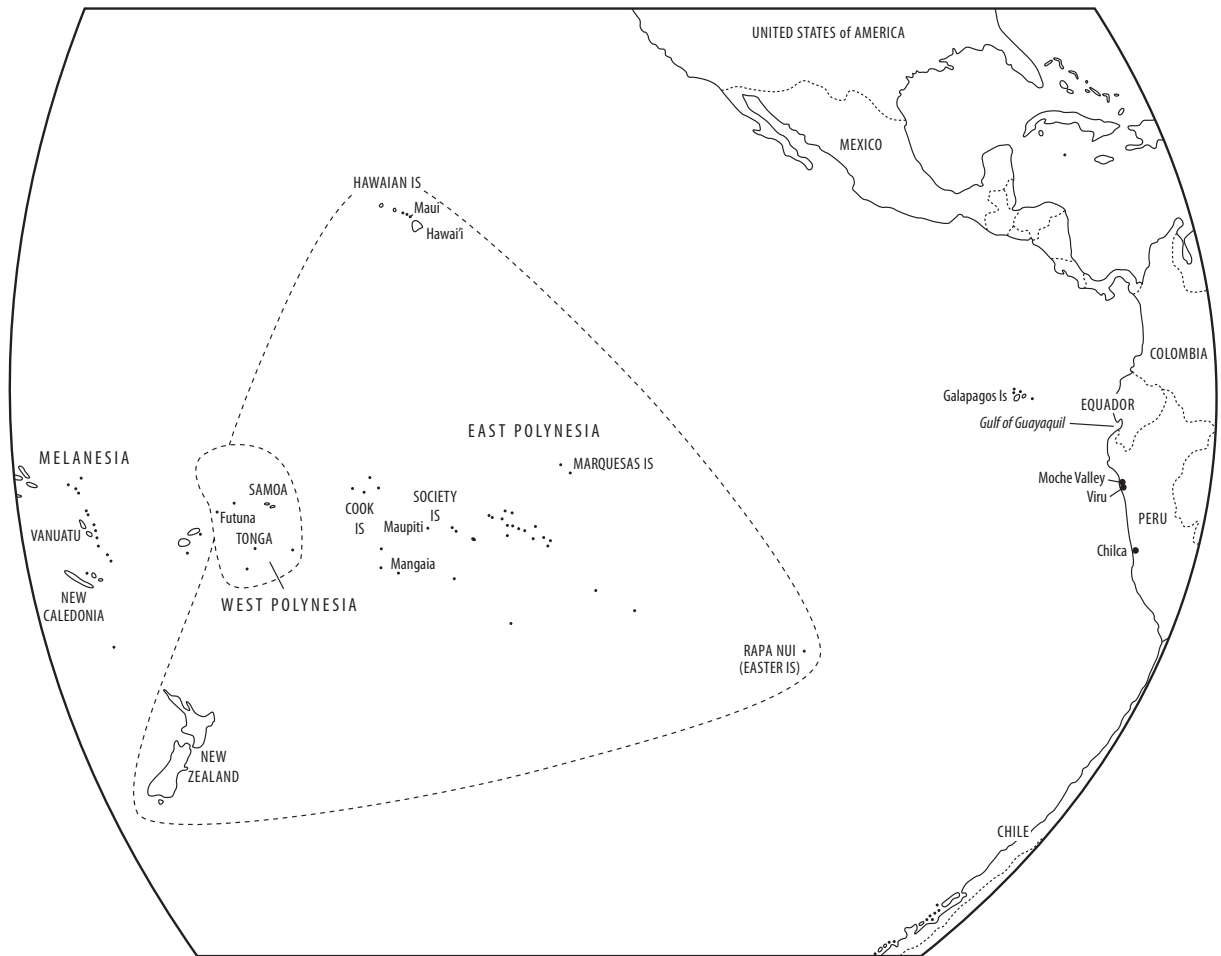 UNITED STATES of AMERICA
MEXICO
HAWAIIAN IS
Maui
Hawai'i
COLOMBIA
Galapagos Is
EQUADOR
Gulf of Guayaquil
EAST POLYNESIA
MELANESIA
MARQUESAS IS
Moche Valley
Viru
SAMOA
SOCIETY
IS
COOK
IS
Futuna
Maupiti
PERU
VANUATU
TONGA
Chilca
Mangaia
NEW
CALEDONIA
WEST POLYNESIA
RAPA NUI
(EASTER IS)
NEW
ZEALAND
CHILE